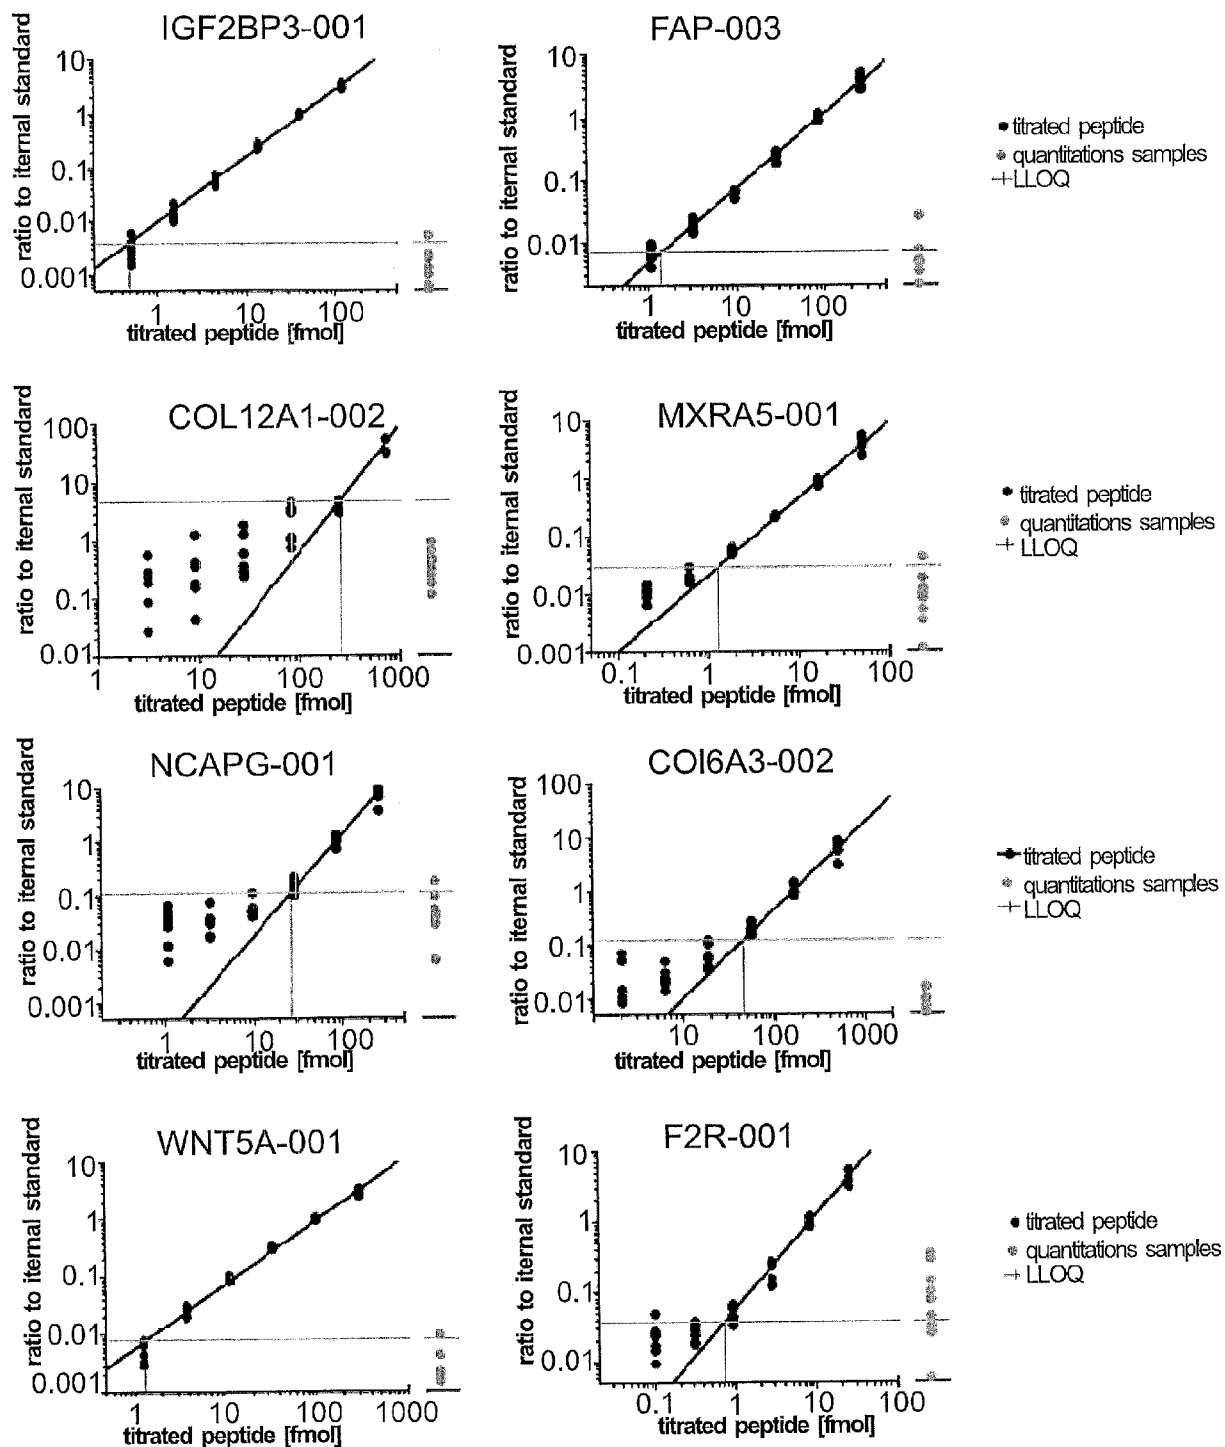 IGF2BP3-001
ratio to iternal standard
10
1
0.1
0.01
0.001
1 10 100
titrated peptide [fmol]
FAP-003
ratio to iternal standard
10
1
0.1
0.01
1 10 100
titrated peptide [fmol]
titrated peptide
quantitations samples
LLOQ
COL12A1-002
ratio to iternal standard
100
10
1
0.1
0.01
1 10 100 1000
titrated peptide [fmol]
MXRA5-001
ratio to iternal standard
10
1
0.1
0.01
0.001
0.1 1 10 100
titrated peptide [fmol]
titrated peptide
quantitations samples
LLOQ
NCAPG-001
ratio to iternal standard
10
1
0.1
0.01
0.001
1 10 100
titrated peptide [fmol]
COl6A3-002
ratio to iternal standard
100
10
1
0.1
0.01
10 100 1000
titrated peptide [fmol]
titrated peptide
quantitations samples
LLOQ
WNT5A-001
ratio to iternal standard
10
1
0.1
0.01
0.001
1 10 100 1000
titrated peptide [fmol]
F2R-001
ratio to iternal standard
10
1
0.1
0.01
0.1 1 10 100
titrated peptide [fmol]
titrated peptide
quantitations samples
LLOQ